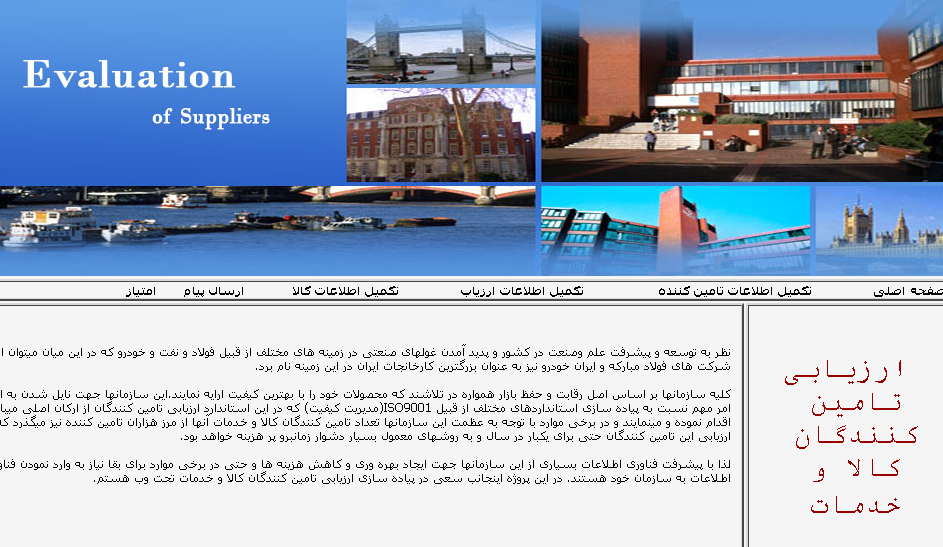 Evaluation
of Suppliers
صفحه اصلی تکمیل اطلاعات تامین کننده تکمیل اطلاعات ارزیاب تکمیل اطلاعات کالا ارسال پیام امتیاز
ارزیـابـی
تـامـین
کـنـنـدگـان
کـالا و
خـدمـات
نظر به توسعه و پیشرفت علم وصنعت در کشور و پدید آمدن غولهای صنعتی در زمینه های مختلف از قبیل فولاد و نفت و خودرو که در این میان میتوان
شرکت های فولاد مبارکه و ایران خودرو نیز به عنوان بزرگترین کارخانجات ایران در این زمینه نام برد.
کلیه سازمانها بر اساس اصل رقابت و حفظ بازار همواره در تلاشند که محصولات خود را با بهترین کیفیت ارایه نمایند.این سازمانها جهت نایل شدن به
امر مهم نسبت به پیاده سازی استانداردهای مختلف از قبیل ISO9001(مدیریت کیفیت) که در این استاندارد ارزیابی تامین کنندگان از ارکان اصلی
اقدام نموده و مینمایند و در برخی موارد با توجه به عظمت این سازمانها تعداد تامین کنندگان کالا و خدمات آنها از مرز هزاران تامین کننده نیز میگذرد که
ارزیابی این تامین کنندگان حتی برای یکبار در سال و به روشهای معمول بسیار دشوار زمانبرو پر هزینه خواهد بود.
لذا با پیشرفت فناوری اطلاعات بسیاری از این سازمانها جهت ایجاد بهره وری و کاهش هزینه ها و حتی در برخی موارد برای بقا نیاز به وارد نمودن
اطلاعات به سازمان خود هستند. در این پروژه اینجانب سعی در پیاده سازی ارزیابی تامین کنندگان کالا و خدمات تحت وب هستم.